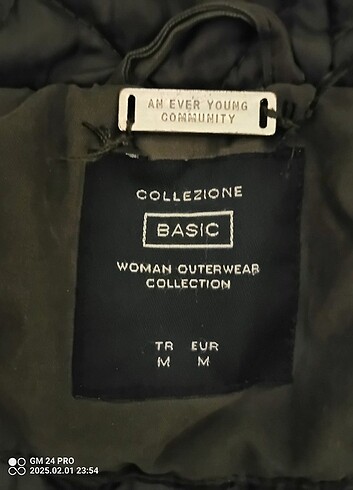 AN EVER YOUNG
COMMUNITY
COLLEZIONE
BASIC
WOMAN OUTERWEAR
COLLECTION
TR EUR
M M
GM 24 PRO
2025.02.01 23:54